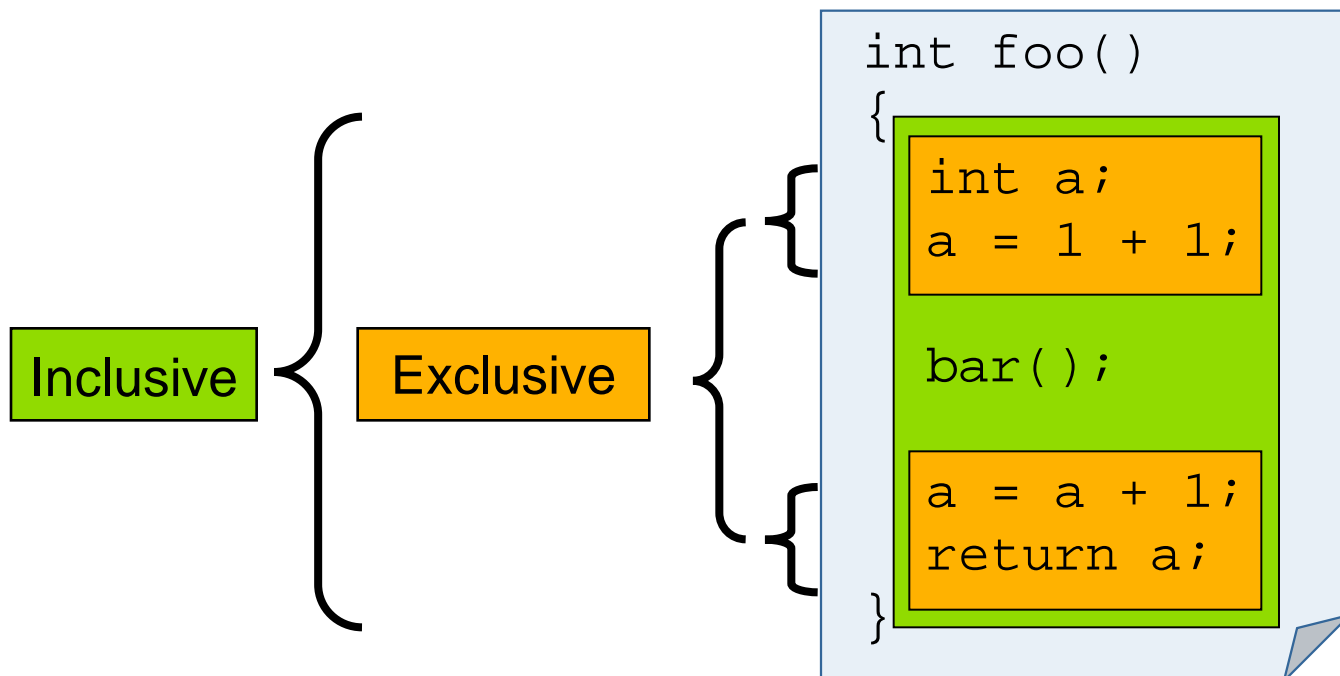 int foo()
{
int a;
a = 1 + 1;
bar();
a = a + 1;
return a;
}
Inclusive
Exclusive